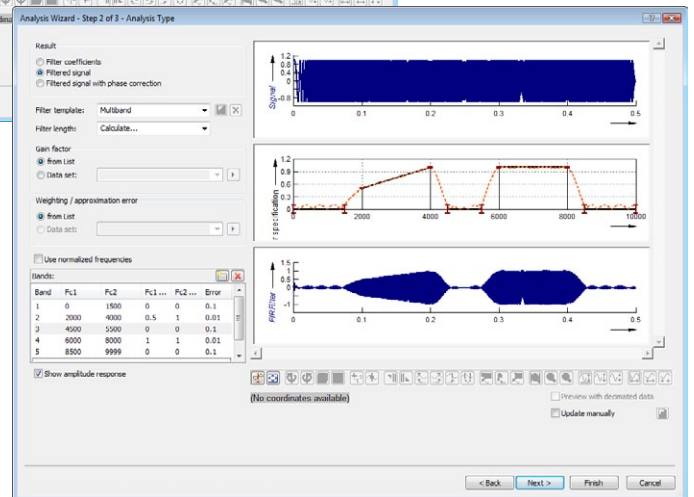 Analysis Wizard - Step 2 of 3 - Analysis Type
Result
Filter coefficients
Filtered signal
Filtered signal with phase correction
Filter template: Multiband
Filter length: Calculate...
Gain factor
from List
Data set:
Weighting / approximation error
from List
Data set:
Use normalized frequencies
Bands:
Band Fc1 Fc2 Fc1 ... Fc2 ... Error
1 0 1500 0 0 0.1
2 2000 4000 0.5 1 0.01
3 4500 5500 0 0 0.1
4 6000 8000 1 1 0.01
5 8500 9999 0 0 0.1
Show amplitude response
Signal
1.2
0.8
0.4
0
-0.8
0 0.1 0.2 0.3 0.4 0.5
r specification
1.2
0.9
0.6
0.3
0 2000 4000 6000 8000 10000
FIRFilter
1.5
1
0.5
0
-1
0 0.1 0.2 0.3 0.4 0.5
(No coordinates available)
Preview with decimated data
Update manually
< Back Next > Finish Cancel